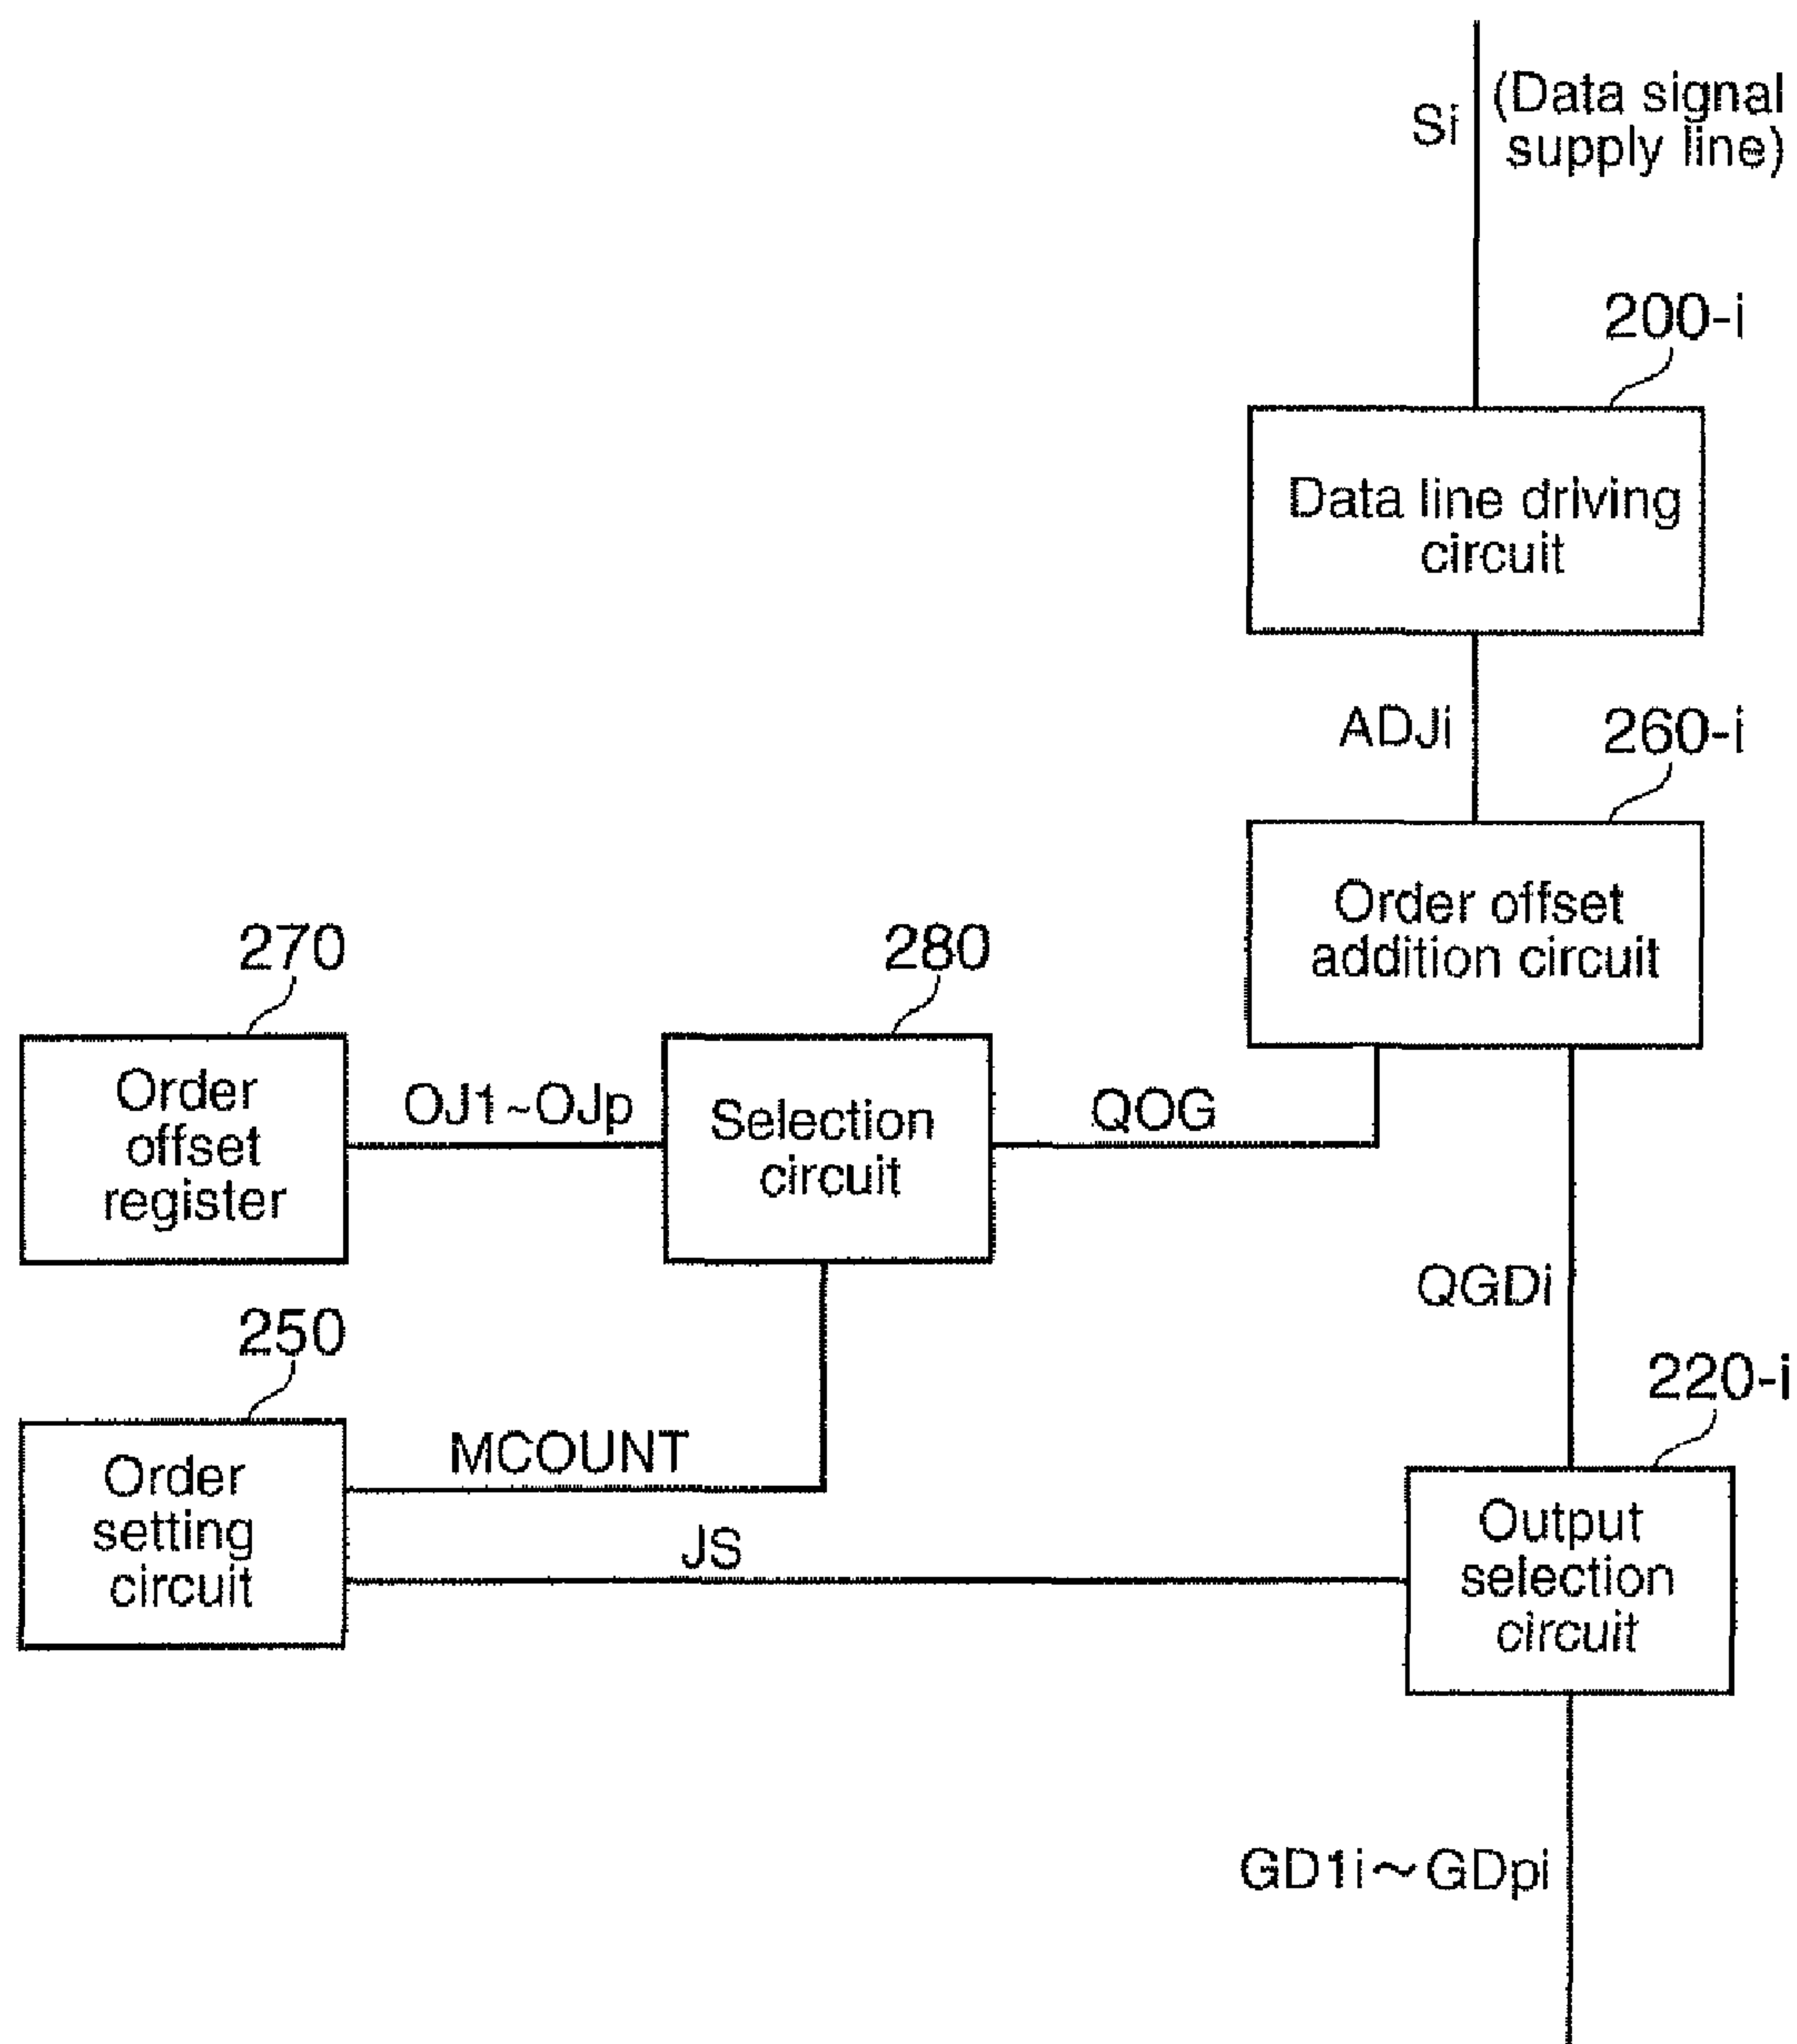 Si
(Data signal
supply line)
200-i
Data line driving
circuit
ADJi
260-i
Order offset
addition circuit
270
280
Order
offset
register
OJ1~OJp
Selection
circuit
QOG
QGDi
250
220-i
Order
setting
circuit
MCOUNT
JS
Output
selection
circuit
GD1i~GDpi